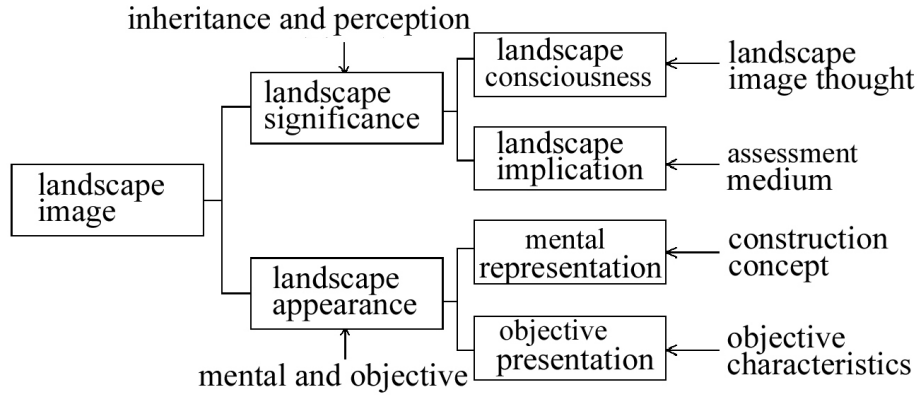 inheritance and perception
landscape
significance
landscape
consciousness
landscape
image thought
landscape
implication
assessment
medium
landscape
image
mental
representation
construction
concept
landscape
appearance
objective
presentation
objective
characteristics
mental and objective